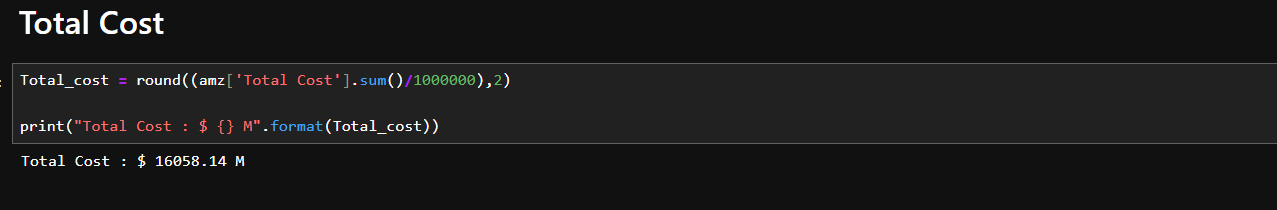 Total Cost
Total_cost = round((amz['Total Cost'].sum()/1000000),2)
print("Total Cost : $ {} M".format(Total_cost))
Total Cost : $ 16058.14 M